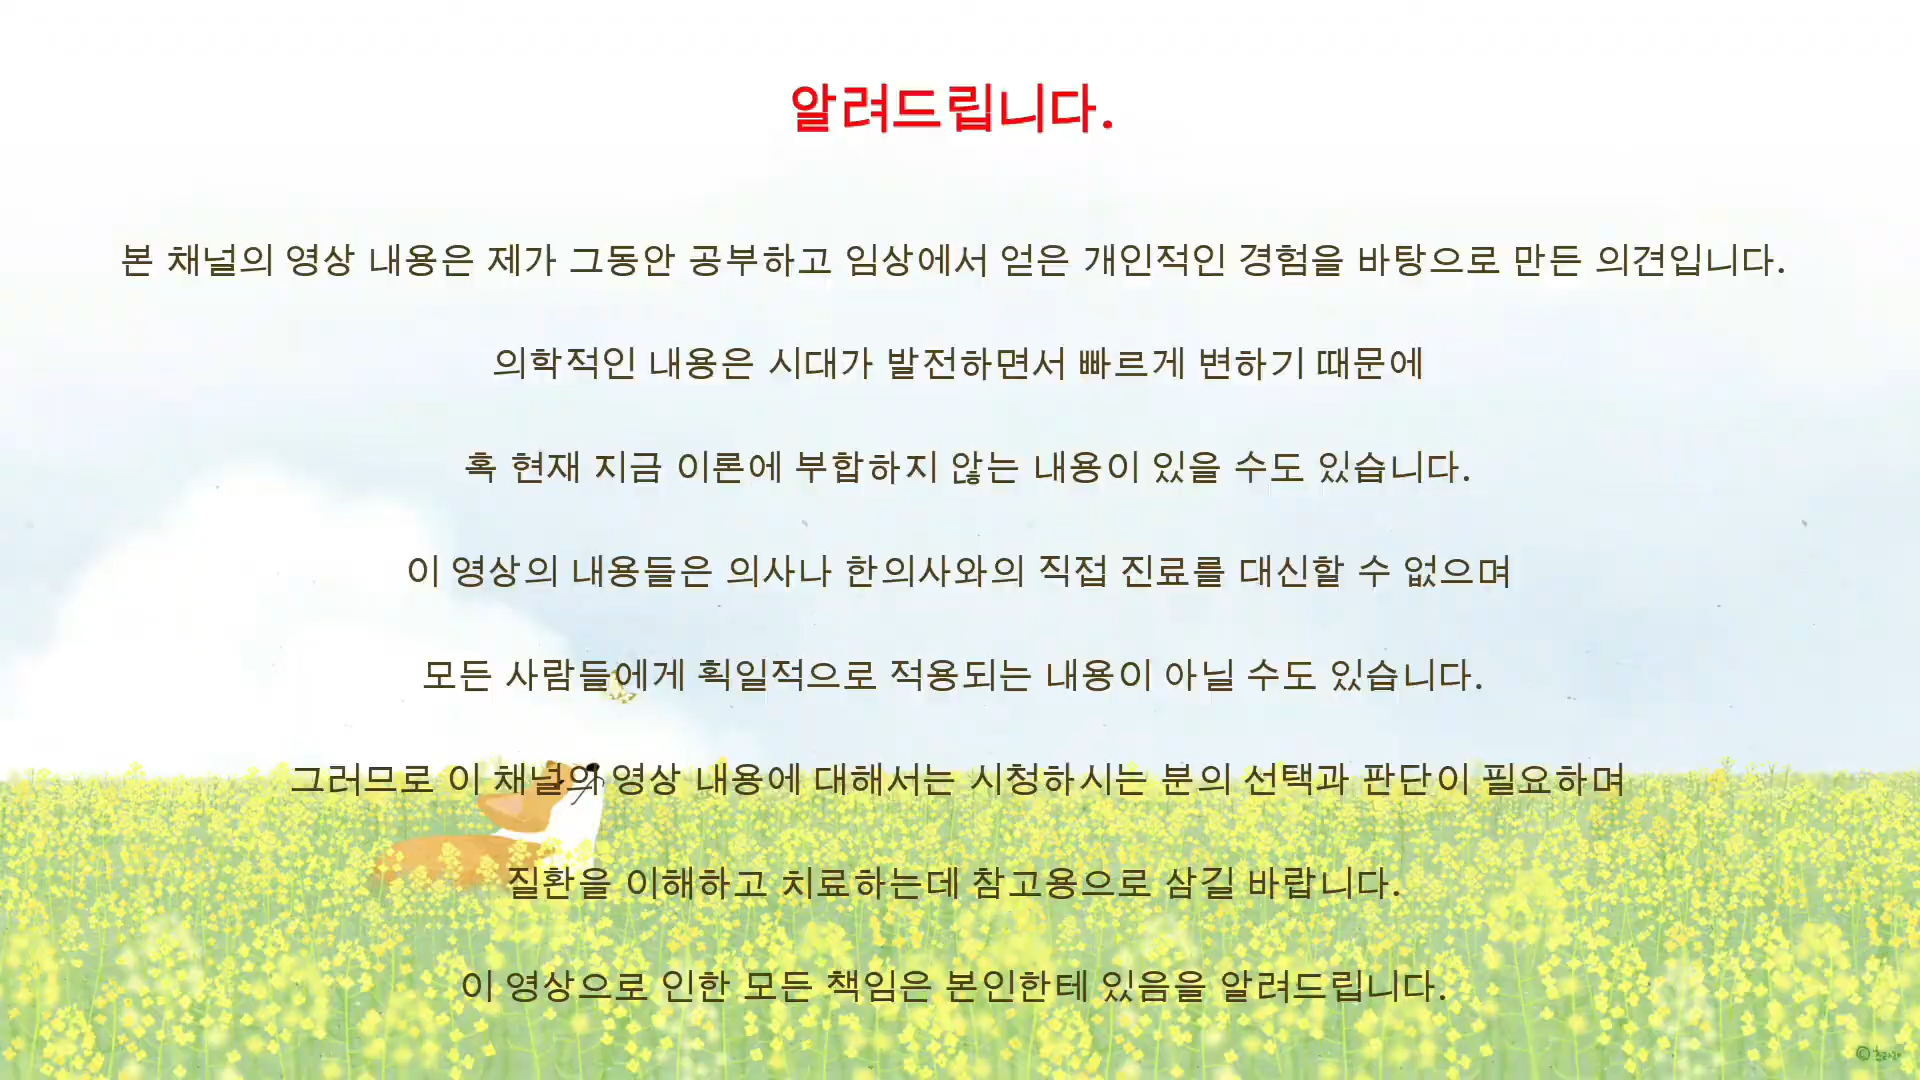 알려드립니다.
본 채널의 영상 내용은 제가 그동안 공부하고 임상에서 얻은 개인적인 경험을 바탕으로 만든 의견입니다.
의학적인 내용은 시대가 발전하면서 빠르게 변하기 때문에
혹 현재 지금 이론에 부합하지 않는 내용이 있을 수도 있습니다.
이 영상의 내용들은 의사나 한의사와의 직접 진료를 대신할 수 없으며
모든 사람들에게 획일적으로 적용되는 내용이 아닐 수도 있습니다.
그러므로 이 채널의 영상 내용에 대해서는 시청하시는 분의 선택과 판단이 필요하며
질환을 이해하고 치료하는데 참고용으로 삼길 바랍니다.
이 영상으로 인한 모든 책임은 본인한테 있음을 알려드립니다.